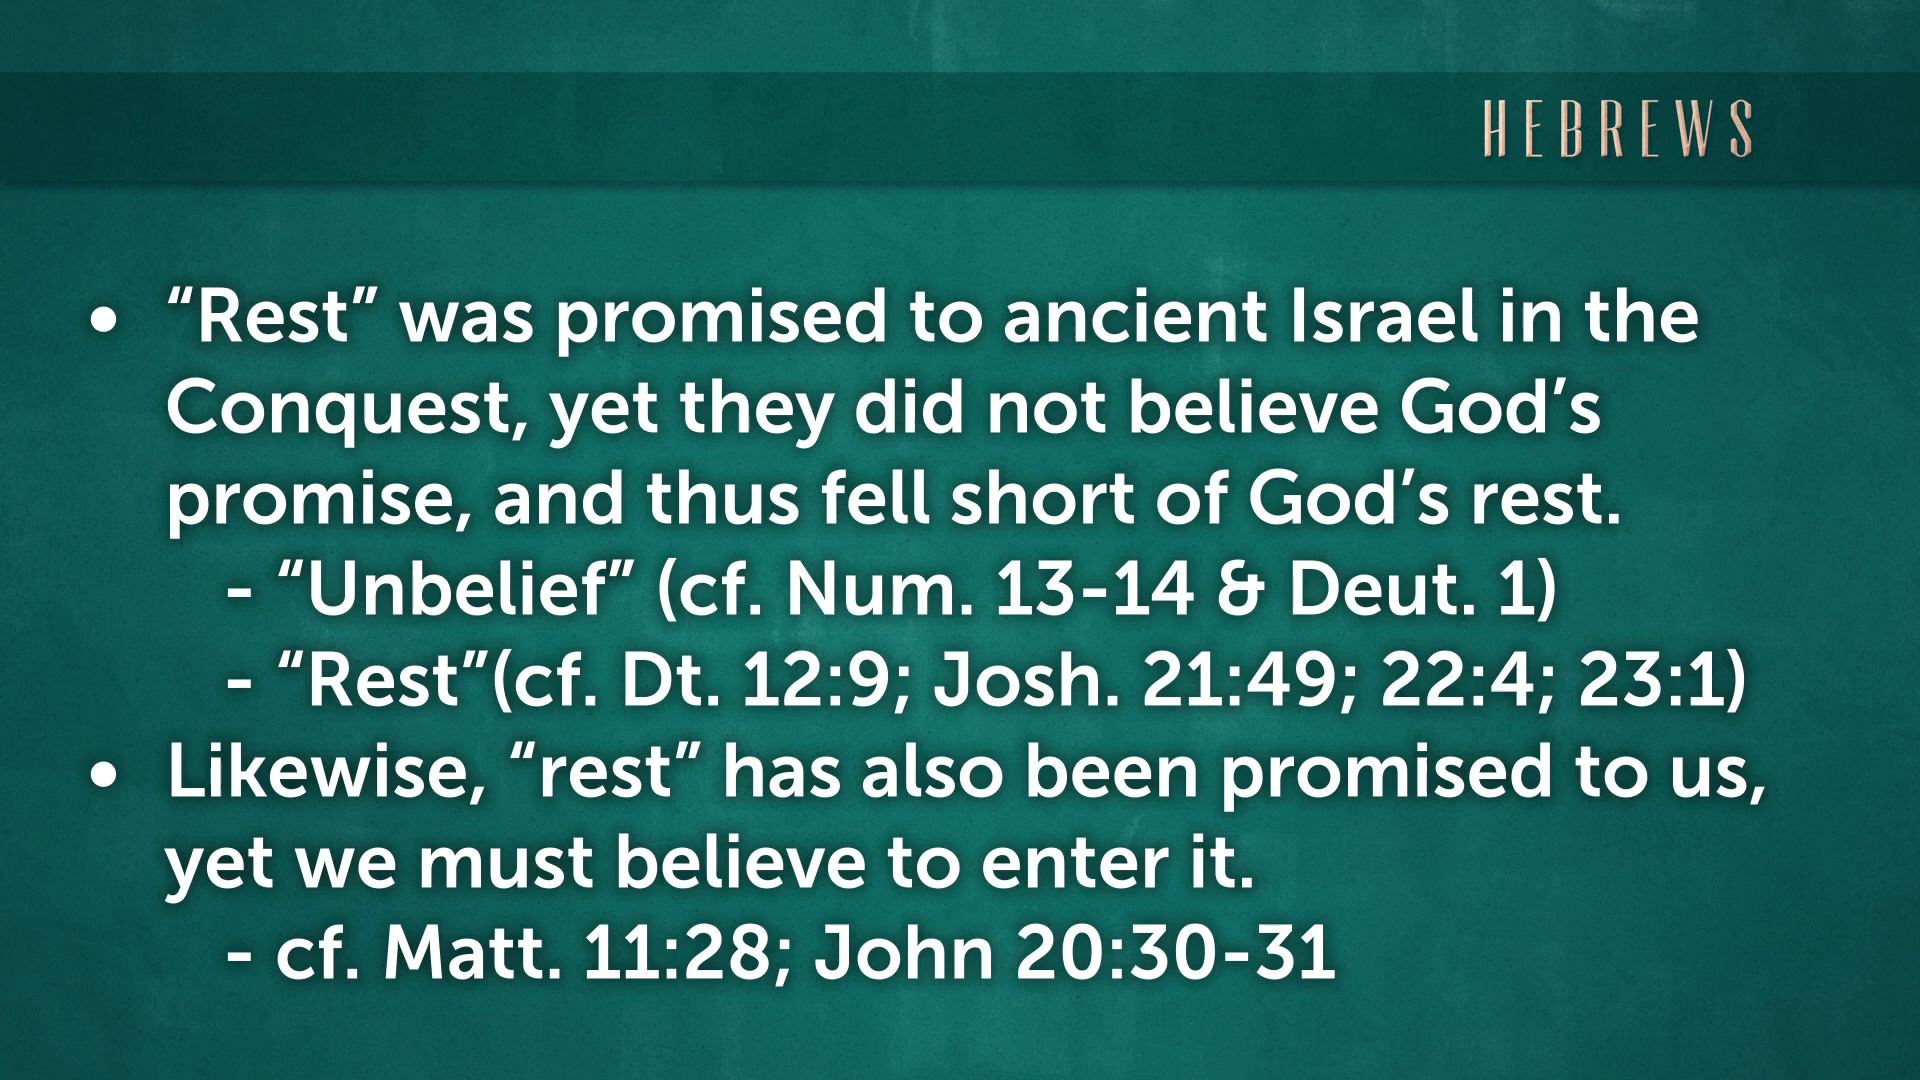 HEBREWS
• “Rest” was promised to ancient Israel in the
Conquest, yet they did not believe God’s
promise, and thus fell short of God’s rest.
- “Unbelief” (cf. Num. 13-14 & Deut. 1)
- “Rest”(cf. Dt. 12:9; Josh. 21:49; 22:4; 23:1)
• Likewise, “rest” has also been promised to us,
yet we must believe to enter it.
- cf. Matt. 11:28; John 20:30-31